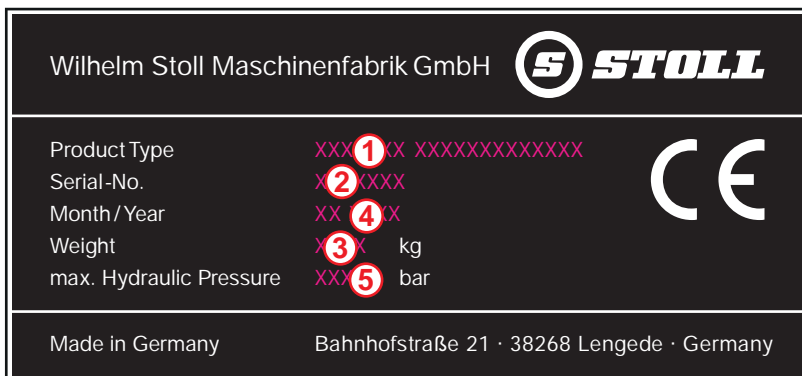 Wilhelm Stoll Maschinenfabrik GmbH S STOLL
Product Type XXX 1 XX XXXXXXXXXXXXX
Serial-No. X 2 XXXX
Month / Year XX 4 XX
Weight X 3 X kg
max. Hydraulic Pressure XXX 5 bar
CE
Made in Germany Bahnhofstraße 21 · 38268 Lengede · Germany